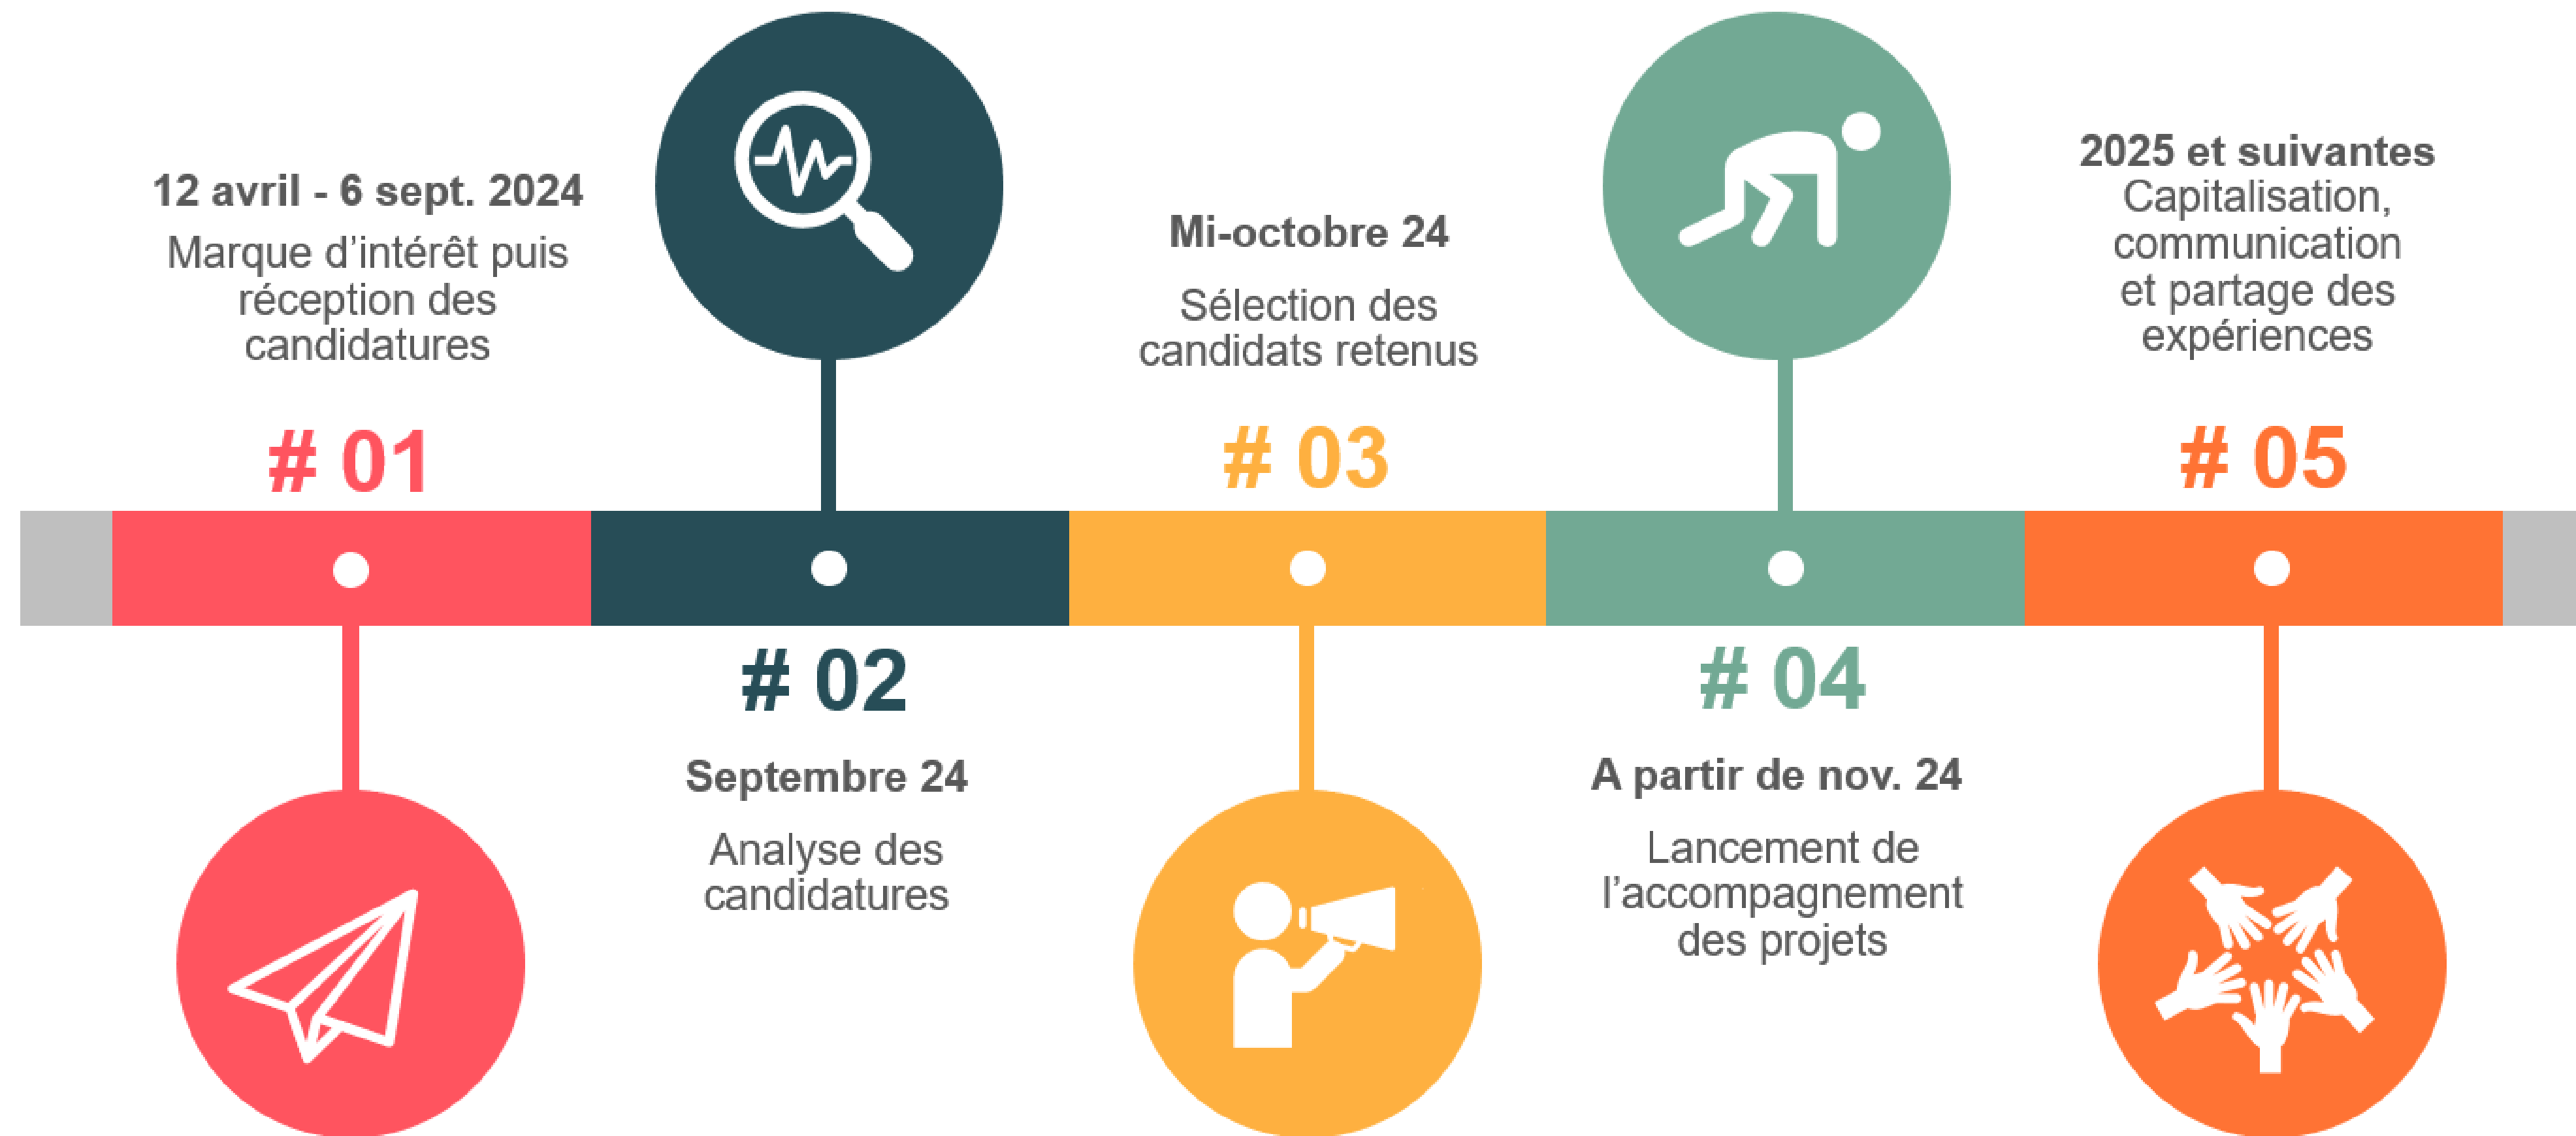 12 avril - 6 sept. 2024
Marque d’intérêt puis
réception des
candidatures
# 01
# 02
Septembre 24
Analyse des
candidatures
Mi-octobre 24
Sélection des
candidats retenus
# 03
# 04
A partir de nov. 24
Lancement de
l’accompagnement
des projets
2025 et suivantes
Capitalisation,
communication
et partage des
expériences
# 05